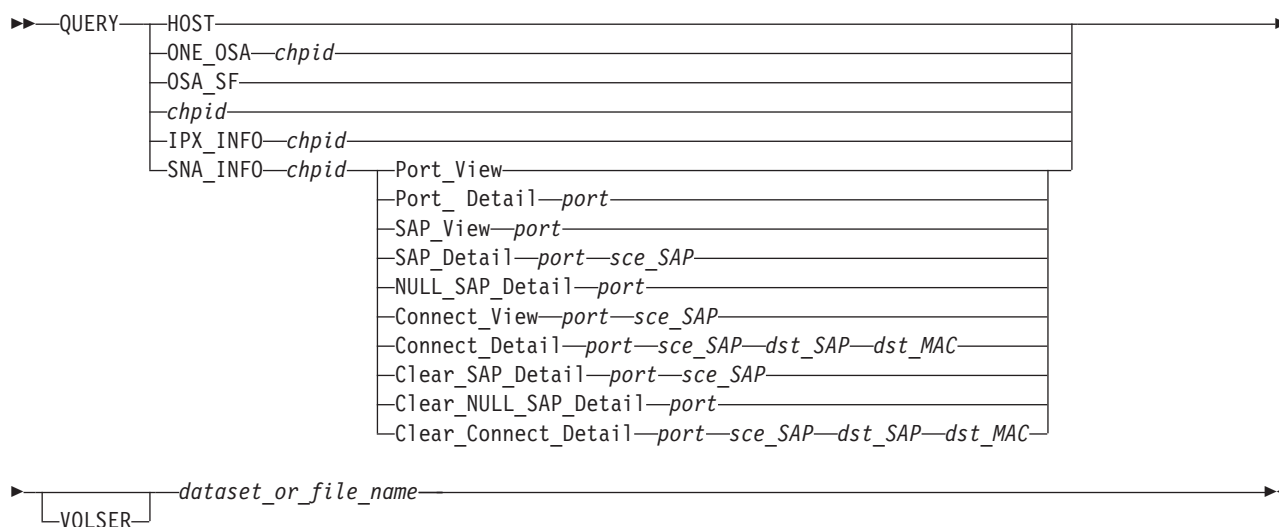 QUERY HOST
ONE_OSA chpid
OSA_SF
chpid
IPX_INFO chpid
SNA_INFO chpid Port_View
Port_ Detail port
SAP_View port
SAP_Detail port sce_SAP
NULL_SAP_Detail port
Connect_View port sce_SAP
Connect_Detail port sce_SAP dst_SAP dst_MAC
Clear_SAP_Detail port sce_SAP
Clear_NULL_SAP_Detail port
Clear_Connect_Detail port sce_SAP dst_SAP dst_MAC
dataset_or_file_name
VOLSER